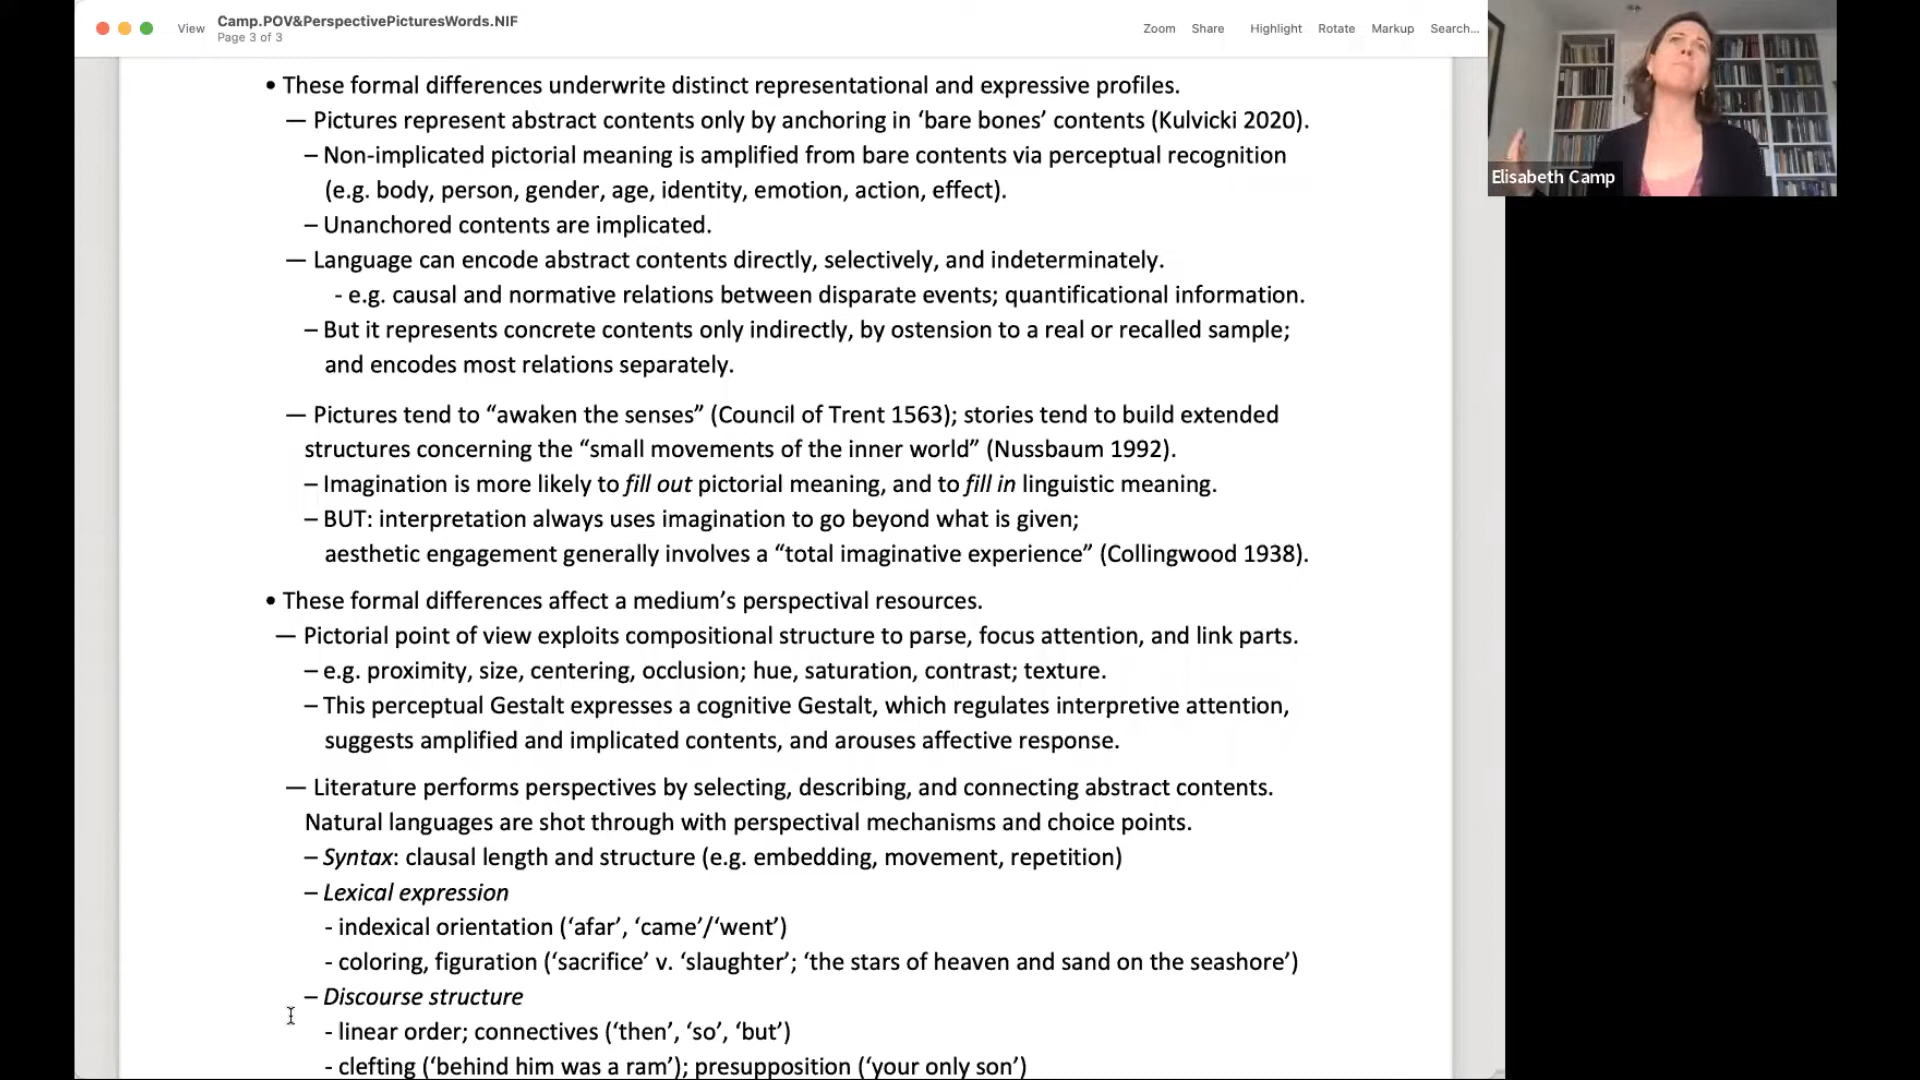 View
Camp.POV&PerspectivePicturesWords.NIF
Page 3 of 3
Zoom
Share
Highlight
Rotate
Markup
Search...
• These formal differences underwrite distinct representational and expressive profiles.
— Pictures represent abstract contents only by anchoring in ‘bare bones’ contents (Kulvicki 2020).
– Non-implicated pictorial meaning is amplified from bare contents via perceptual recognition
(e.g. body, person, gender, age, identity, emotion, action, effect).
– Unanchored contents are implicated.
— Language can encode abstract contents directly, selectively, and indeterminately.
- e.g. causal and normative relations between disparate events; quantificational information.
– But it represents concrete contents only indirectly, by ostension to a real or recalled sample;
and encodes most relations separately.
— Pictures tend to “awaken the senses” (Council of Trent 1563); stories tend to build extended
structures concerning the “small movements of the inner world” (Nussbaum 1992).
– Imagination is more likely to fill out pictorial meaning, and to fill in linguistic meaning.
– BUT: interpretation always uses imagination to go beyond what is given;
aesthetic engagement generally involves a “total imaginative experience” (Collingwood 1938).
• These formal differences affect a medium’s perspectival resources.
— Pictorial point of view exploits compositional structure to parse, focus attention, and link parts.
– e.g. proximity, size, centering, occlusion; hue, saturation, contrast; texture.
– This perceptual Gestalt expresses a cognitive Gestalt, which regulates interpretive attention,
suggests amplified and implicated contents, and arouses affective response.
— Literature performs perspectives by selecting, describing, and connecting abstract contents.
Natural languages are shot through with perspectival mechanisms and choice points.
– Syntax: clausal length and structure (e.g. embedding, movement, repetition)
– Lexical expression
- indexical orientation (‘afar’, ‘came’/‘went’)
- coloring, figuration (‘sacrifice’ v. ‘slaughter’; ‘the stars of heaven and sand on the seashore’)
– Discourse structure
- linear order; connectives (‘then’, ‘so’, ‘but’)
- clefting (‘behind him was a ram’); presupposition (‘your only son’)
Elisabeth Camp